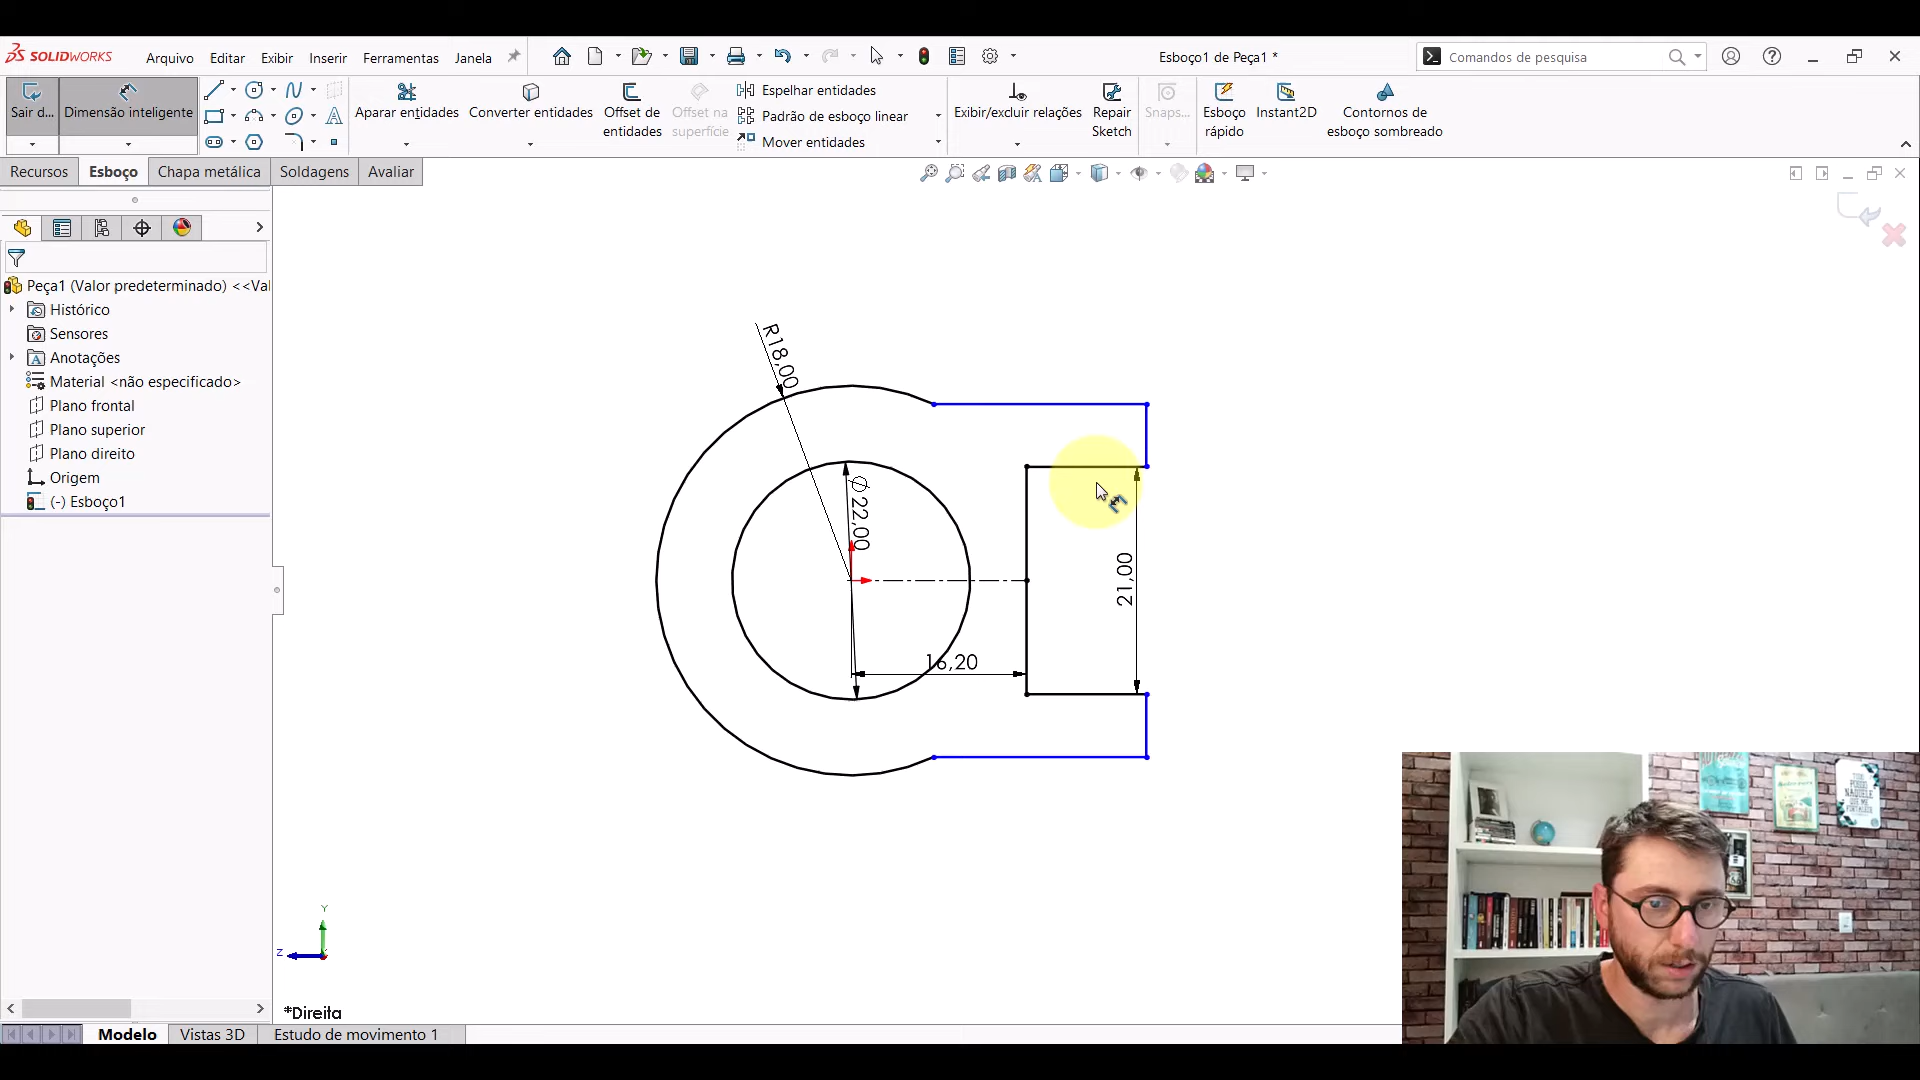 SOLIDWORKS
Arquivo
Editar
Exibir
Inserir
Ferramentas
Janela
Esboço1 de Peça1 *
Comandos de pesquisa
Sair d...
Dimensão inteligente
Aparar entidades
Converter entidades
Offset de
entidades
Offset na
superfície
Espelhar entidades
Padrão de esboço linear
Mover entidades
Exibir/excluir relações
Repair
Sketch
Snaps...
Esboço
rápido
Instant2D
Contornos de
esboço sombreado
Recursos
Esboço
Chapa metálica
Soldagens
Avaliar
Peça1 (Valor predeterminado) <<Val
Histórico
Sensores
Anotações
Material <não especificado>
Plano frontal
Plano superior
Plano direito
Origem
(-) Esboço1
R18,00
⌀22,00
21,00
16,20
Y
Z
*Direita
Modelo
Vistas 3D
Estudo de movimento 1